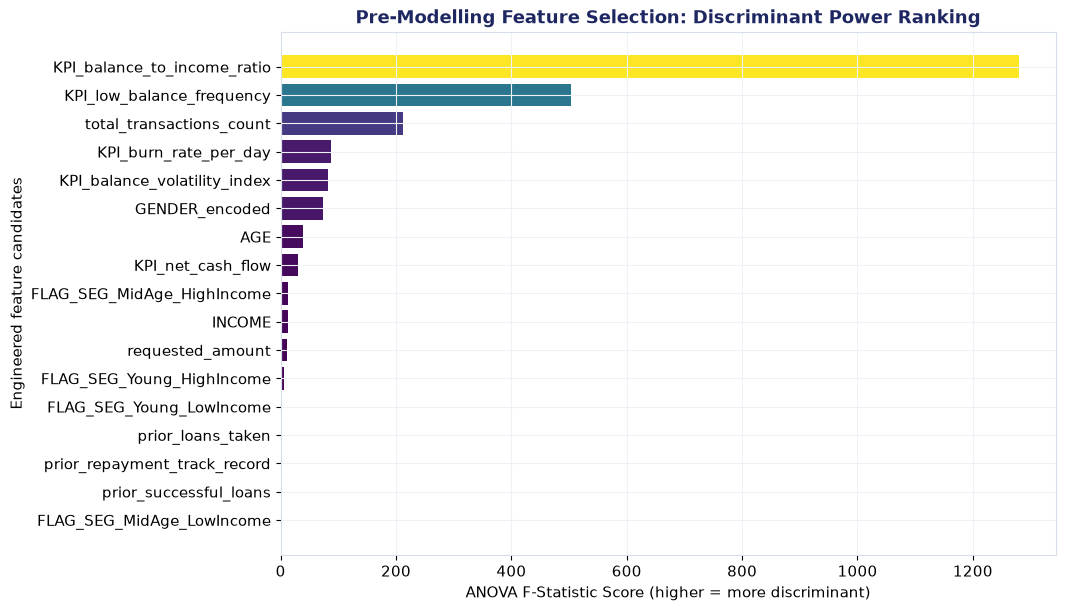 Pre-Modelling Feature Selection: Discriminant Power Ranking
Engineered feature candidates
KPI_balance_to_income_ratio
KPI_low_balance_frequency
total_transactions_count
KPI_burn_rate_per_day
KPI_balance_volatility_index
GENDER_encoded
AGE
KPI_net_cash_flow
FLAG_SEG_MidAge_HighIncome
INCOME
requested_amount
FLAG_SEG_Young_HighIncome
FLAG_SEG_Young_LowIncome
prior_loans_taken
prior_repayment_track_record
prior_successful_loans
FLAG_SEG_MidAge_LowIncome
0 200 400 600 800 1000 1200
ANOVA F-Statistic Score (higher = more discriminant)